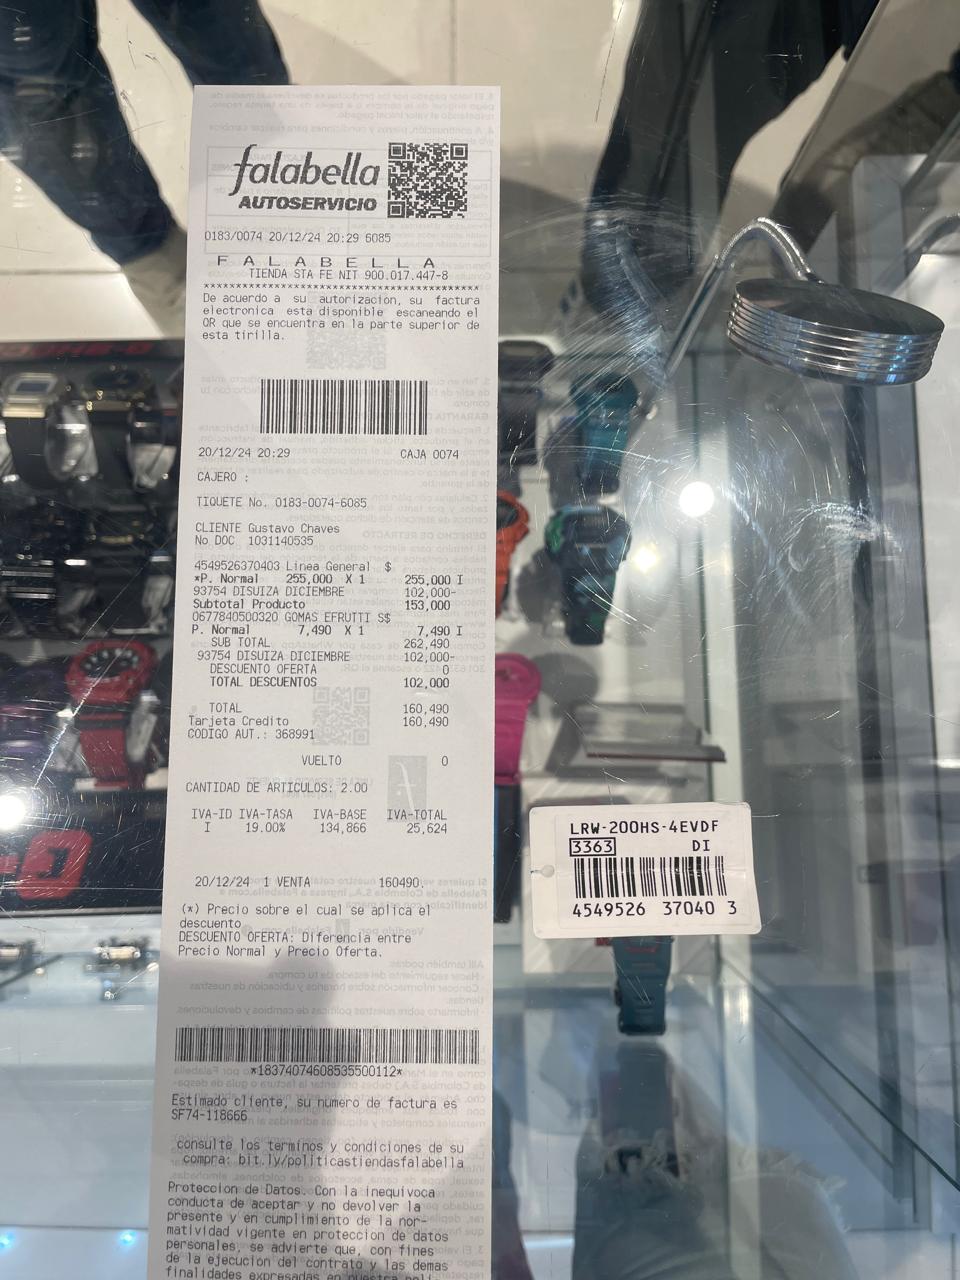 falabella
AUTOSERVICIO
0183/0074 20/12/24 20:29 6085
FALABELLA
TIENDA STA FE NIT 900.017.447-8
****************************************************
De acuerdo a su autorizacion, su factura
electronica esta disponible escaneando el
QR que se encuentra en la parte superior de
esta tirilla.
20/12/24 20:29 CAJA 0074
CAJERO :
TIQUETE No. 0183-0074-6085
CLIENTE Gustavo Chaves
No DOC 1031140535
4549526370403 Linea General $
*P. Normal 255,000 X 1 255,000 I
93754 DISUIZA DICIEMBRE 102,000-
Subtotal Producto 153,000
0677840500320 GOMAS EFRUTTI S$
P. Normal 7,490 X 1 7,490 I
SUB TOTAL 262,490
93754 DISUIZA DICIEMBRE 102,000-
DESCUENTO OFERTA 0
TOTAL DESCUENTOS 102,000
TOTAL 160,490
Tarjeta Credito 160,490
CODIGO AUT.: 368991
VUELTO 0
CANTIDAD DE ARTICULOS: 2.00
IVA-ID IVA-TASA IVA-BASE IVA-TOTAL
I 19.00% 134,866 25,624
20/12/24 1 VENTA 160490,
(*) Precio sobre el cual se aplica el
descuento
DESCUENTO OFERTA: Diferencia entre
Precio Normal y Precio Oferta.
*18374074608535500112*
Estimado cliente, su numero de factura es
SF74-118666
consulte los terminos y condiciones de su
compra: bit.ly/politicastiendasfalabella
Proteccion de Datos. Con la inequivoca
conducta de aceptar y no devolver la
presente y en cumplimiento de la nor-
matividad vigente en proteccion de datos
personales, se advierte que, con fines
de la ejecucion del contrato y las demas
finalidades expresadas en nuestra poli-
LRW-200HS-4EVDF
3363 DI
4549526 37040 3